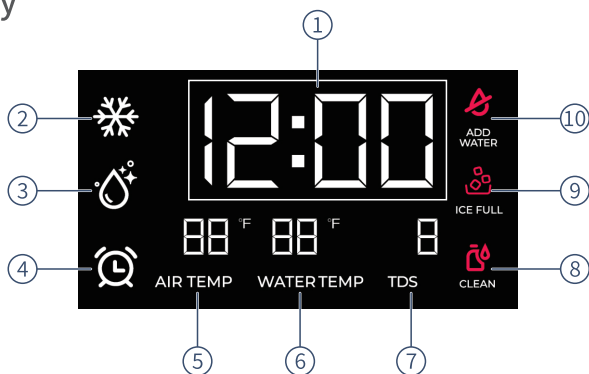 y
1
2
12:00
10
ADD
WATER
3
9
ICE FULL
88 °F
88 °F
8
4
AIR TEMP
WATER TEMP
TDS
8
CLEAN
5
6
7